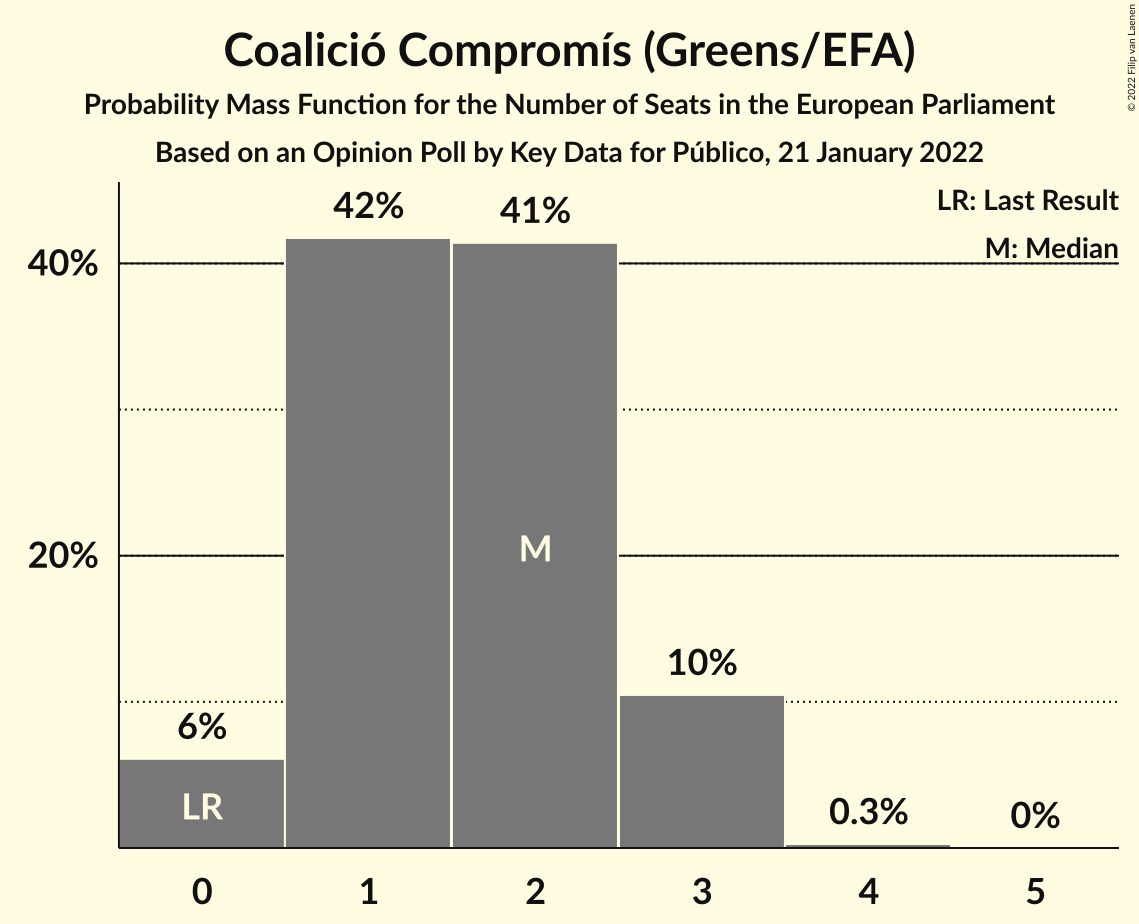 Coalició Compromís (Greens/EFA)
Probability Mass Function for the Number of Seats in the European Parliament
Based on an Opinion Poll by Key Data for Público, 21 January 2022
© 2022 Filip van Laenen
LR: Last Result
M: Median
42%
41%
40%
20%
M
10%
6%
LR
0.3%
0%
0 1 2 3 4 5